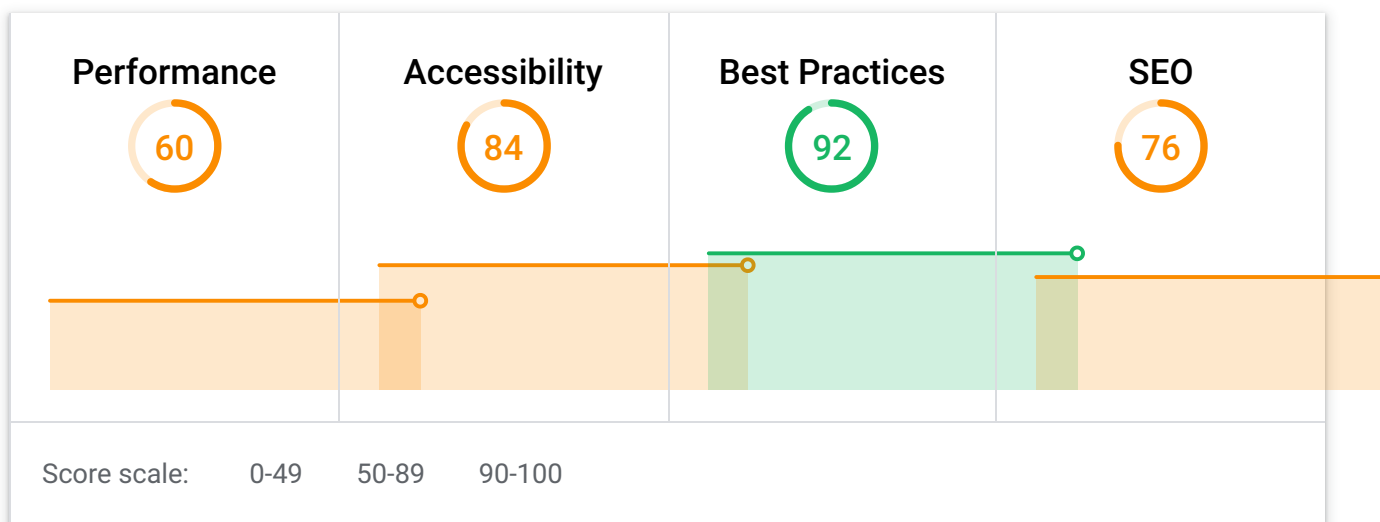 Performance
60
Accessibility
84
Best Practices
92
SEO
76
Score scale: 0-49 50-89 90-100